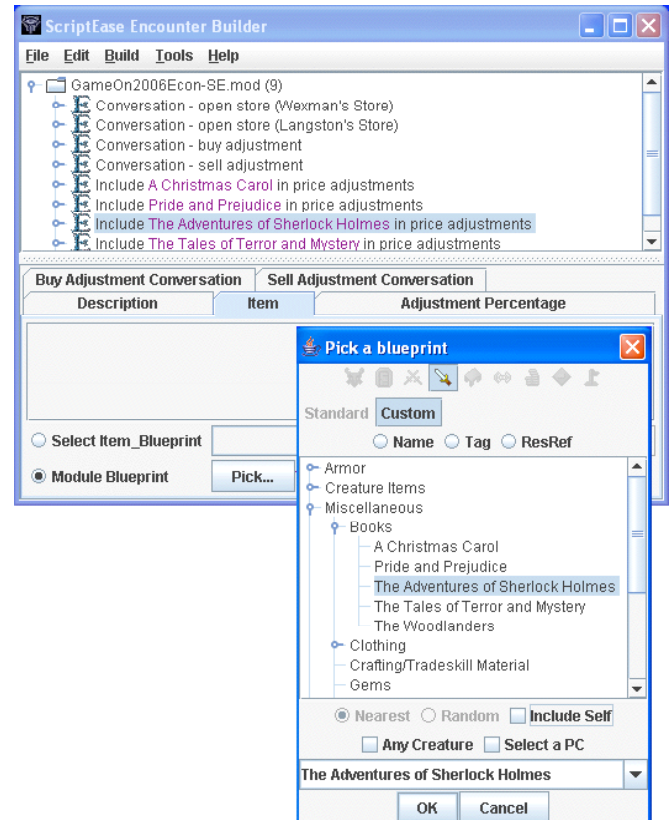 ScriptEase Encounter Builder
File Edit Build Tools Help
GameOn2006Econ-SE.mod (9)
Conversation - open store (Wexman's Store)
Conversation - open store (Langston's Store)
Conversation - buy adjustment
Conversation - sell adjustment
Include A Christmas Carol in price adjustments
Include Pride and Prejudice in price adjustments
Include The Adventures of Sherlock Holmes in price adjustments
Include The Tales of Terror and Mystery in price adjustments
Buy Adjustment Conversation Sell Adjustment Conversation
Description Item Adjustment Percentage
Select Item_Blueprint
Module Blueprint Pick...
Pick a blueprint
Standard Custom
Name Tag ResRef
Armor
Creature Items
Miscellaneous
Books
A Christmas Carol
Pride and Prejudice
The Adventures of Sherlock Holmes
The Tales of Terror and Mystery
The Woodlanders
Clothing
Crafting/Tradeskill Material
Gems
Nearest Random Include Self
Any Creature Select a PC
The Adventures of Sherlock Holmes
OK Cancel